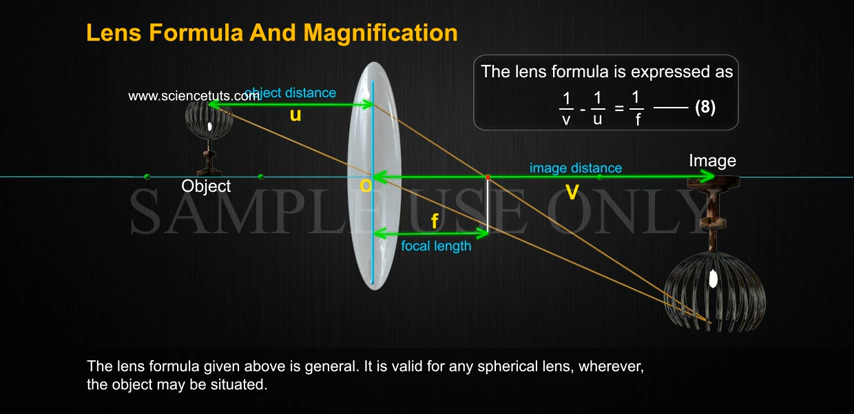 Lens Formula And Magnification
The lens formula is expressed as
1/v - 1/u = 1/f —— (8)
www.sciencetuts.com
object distance
u
Object
O
image distance
V
Image
f
focal length
SAMPLE USE ONLY
The lens formula given above is general. It is valid for any spherical lens, wherever,
the object may be situated.